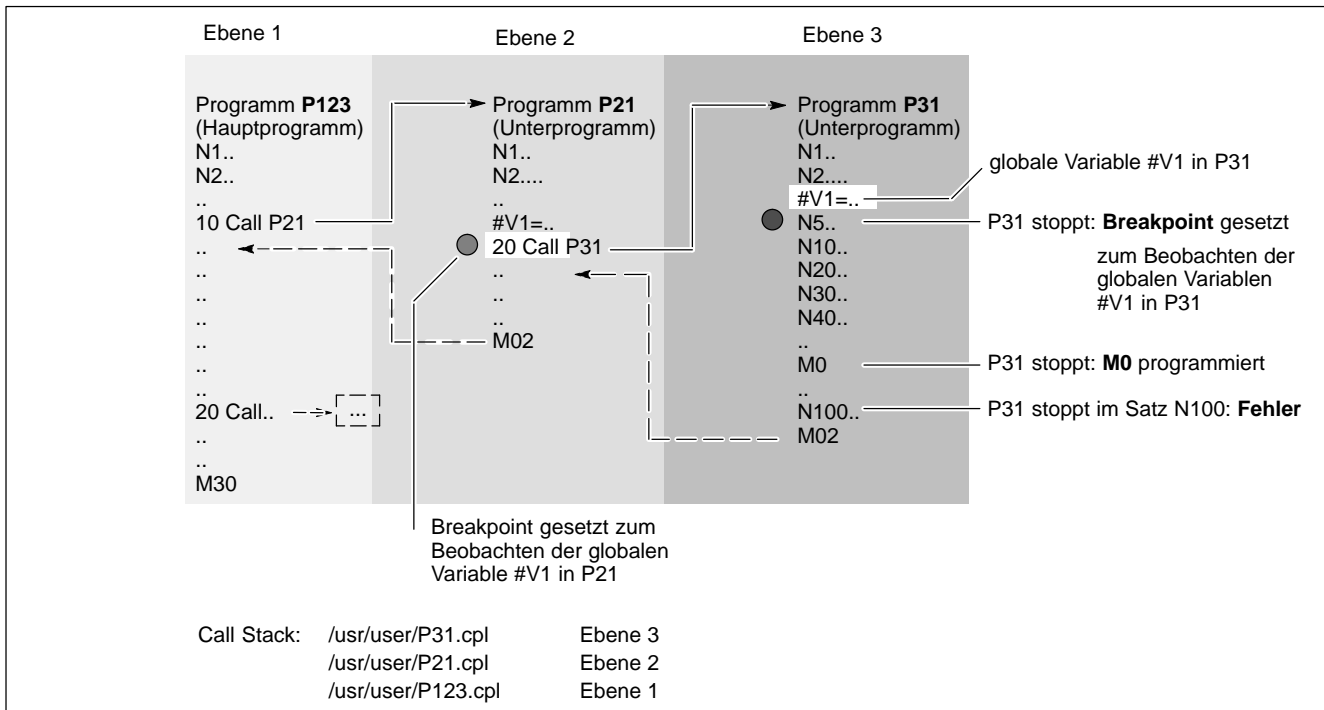 Ebene 1
Ebene 2
Ebene 3
Programm P123
(Hauptprogramm)
N1..
N2..
..
10 Call P21
..
..
..
..
..
..
..
20 Call..
...
..
..
M30
Programm P21
(Unterprogramm)
N1..
N2....
..
#V1=..
20 Call P31
..
..
..
M02
Programm P31
(Unterprogramm)
N1..
N2....
#V1=..
N5..
N10..
N20..
N30..
N40..
..
M0
..
N100..
M02
globale Variable #V1 in P31
P31 stoppt: Breakpoint gesetzt
zum Beobachten der
globalen Variablen
#V1 in P31
P31 stoppt: M0 programmiert
P31 stoppt im Satz N100: Fehler
Breakpoint gesetzt zum
Beobachten der globalen
Variable #V1 in P21
Call Stack: /usr/user/P31.cpl Ebene 3
/usr/user/P21.cpl Ebene 2
/usr/user/P123.cpl Ebene 1